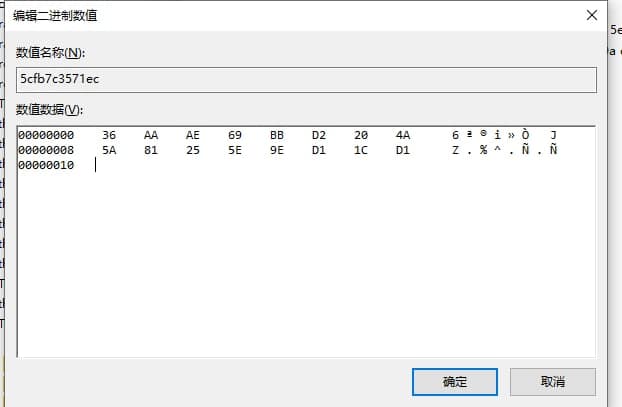 编辑二进制数值
数值名称(N):
5cfb7c3571ec
数值数据(V):
00000000 36 AA AE 69 BB D2 20 4A 6 ª ® i » Ò J
00000008 5A 81 25 5E 9E D1 1C D1 Z . % ^ . Ñ . Ñ
00000010
确定 取消